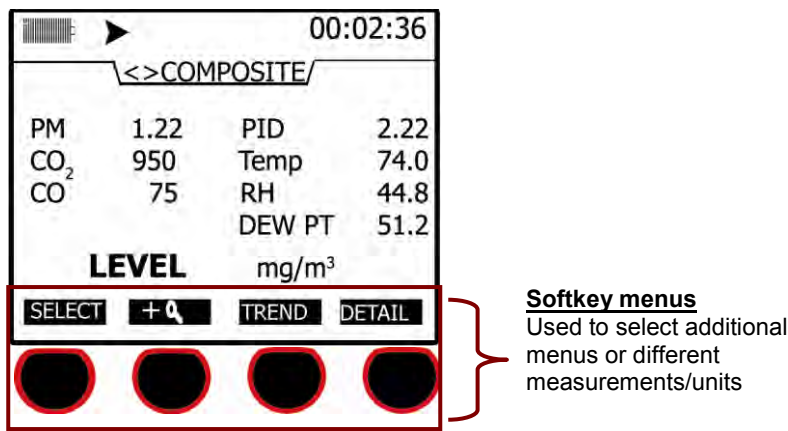 00:02:36
<>COMPOSITE
PM 1.22 PID 2.22
CO₂ 950 Temp 74.0
CO 75 RH 44.8
DEW PT 51.2
LEVEL mg/m³
SELECT + TREND DETAIL
Softkey menus
Used to select additional
menus or different
measurements/units